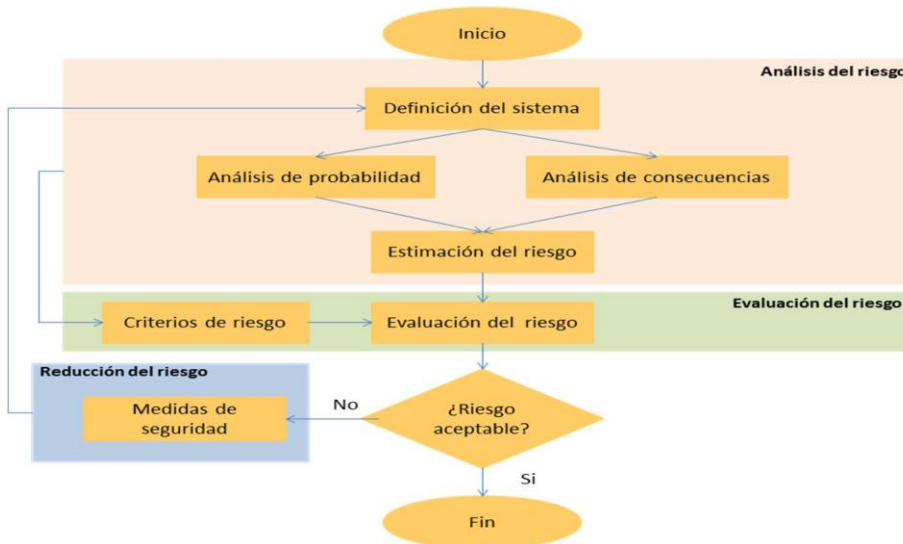 Inicio
Análisis del riesgo
Definición del sistema
Análisis de probabilidad
Análisis de consecuencias
Estimación del riesgo
Evaluación del riesgo
Criterios de riesgo
Evaluación del riesgo
Reducción del riesgo
Medidas de
seguridad
No
¿Riesgo
aceptable?
Si
Fin